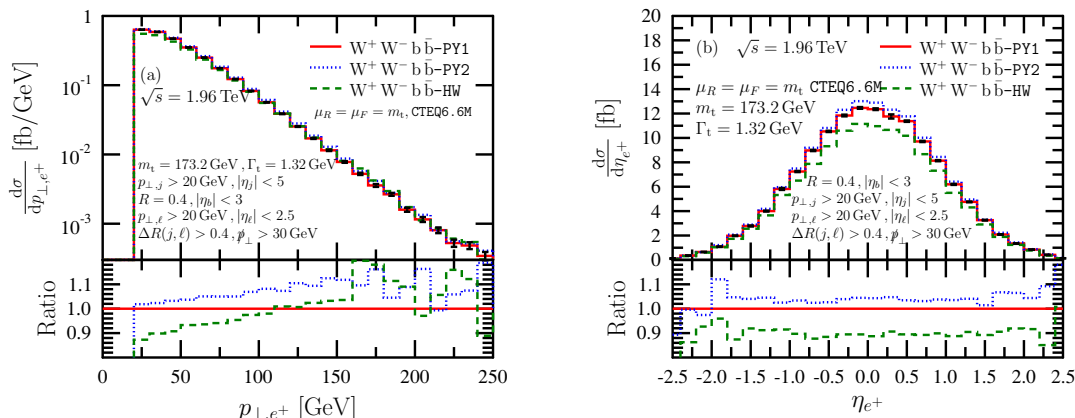 W⁺ W⁻ b b̄-PY1
W⁺ W⁻ b b̄-PY2
W⁺ W⁻ b b̄-HW
(a)
√s = 1.96 TeV
μ_R = μ_F = m_t, CTEQ6.6M
m_t = 173.2 GeV , Γ_t = 1.32 GeV
p_⊥,j > 20 GeV , |η_j| < 5
R = 0.4 , |η_b| < 3
p_⊥,ℓ > 20 GeV , |η_ℓ| < 2.5
ΔR(j, ℓ) > 0.4 , p̸_⊥ > 30 GeV
dσ/dp_⊥,e⁺ [fb/GeV]
1
10⁻¹
10⁻²
10⁻³
Ratio
1.1
1.0
0.9
0 50 100 150 200 250
p_⊥,e⁺ [GeV]
(b) √s = 1.96 TeV
W⁺ W⁻ b b̄-PY1
W⁺ W⁻ b b̄-PY2
W⁺ W⁻ b b̄-HW
μ_R = μ_F = m_t CTEQ6.6M
m_t = 173.2 GeV
Γ_t = 1.32 GeV
R = 0.4 , |η_b| < 3
p_⊥,j > 20 GeV , |η_j| < 5
p_⊥,ℓ > 20 GeV , |η_ℓ| < 2.5
ΔR(j, ℓ) > 0.4 , p̸_⊥ > 30 GeV
dσ/dη_e⁺ [fb]
20
18
16
14
12
10
8
6
4
2
0
Ratio
1.1
1.0
0.9
-2.5 -2.0 -1.5 -1.0 -0.5 0.0 0.5 1.0 1.5 2.0 2.5
η_e⁺